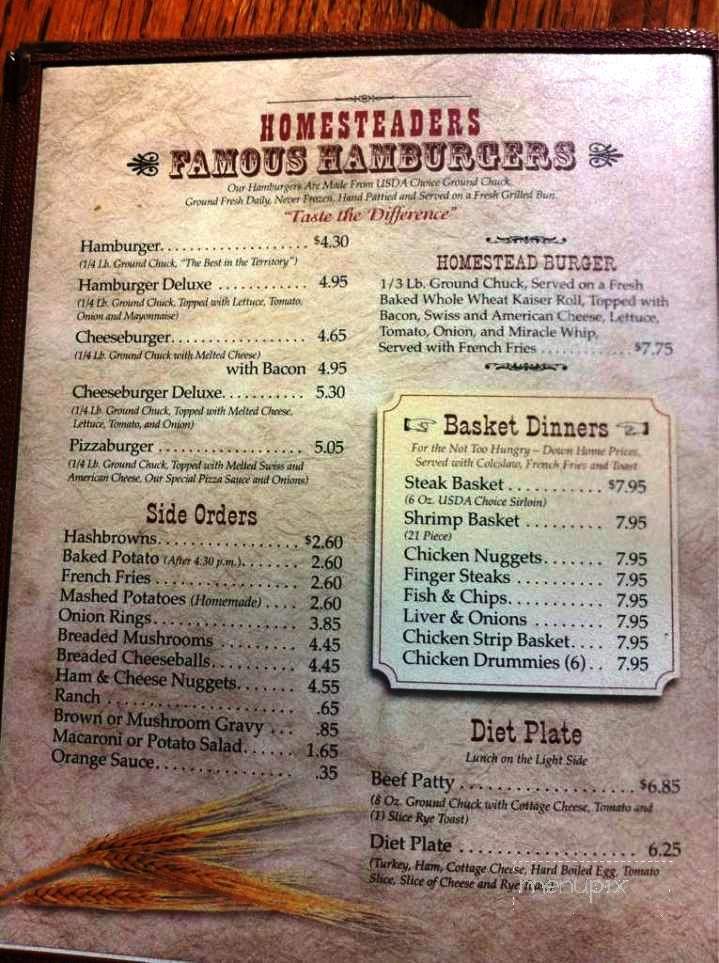 HOMESTEADERS
FAMOUS HAMBURGERS
Our Hamburgers Are Made From USDA Choice Ground Chuck,
Ground Fresh Daily, Never Frozen, Hand Pattied and Served on a Fresh Grilled Bun.
"Taste the Difference"
Hamburger.................... $4.30
(1/4 Lb. Ground Chuck, "The Best in the Territory")
Hamburger Deluxe ............ 4.95
(1/4 Lb. Ground Chuck, Topped with Lettuce, Tomato,
Onion and Mayonnaise)
Cheeseburger.................. 4.65
(1/4 Lb. Ground Chuck with Melted Cheese)
with Bacon 4.95
Cheeseburger Deluxe........... 5.30
(1/4 Lb. Ground Chuck, Topped with Melted Cheese,
Lettuce, Tomato, and Onion)
Pizzaburger .................... 5.05
(1/4 Lb. Ground Chuck, Topped with Melted Swiss and
American Cheese, Our Special Pizza Sauce and Onions)
Side Orders
Hashbrowns.................. $2.60
Baked Potato (After 4:30 p.m.)....... 2.60
French Fries ................ 2.60
Mashed Potatoes (Homemade) .... 2.60
Onion Rings................. 3.85
Breaded Mushrooms ......... 4.45
Breaded Cheeseballs.......... 4.45
Ham & Cheese Nuggets....... 4.55
Ranch ...................... .65
Brown or Mushroom Gravy ... .85
Macaroni or Potato Salad...... 1.65
Orange Sauce................ .35
HOMESTEAD BURGER
1/3 Lb. Ground Chuck, Served on a Fresh
Baked Whole Wheat Kaiser Roll, Topped with
Bacon, Swiss and American Cheese, Lettuce,
Tomato, Onion, and Miracle Whip.
Served with French Fries ............ $7.75
Basket Dinners
For the Not Too Hungry – Down Home Prices,
Served with Coleslaw, French Fries and Toast
Steak Basket ............ $7.95
(6 Oz. USDA Choice Sirloin)
Shrimp Basket ......... 7.95
(21 Piece)
Chicken Nuggets....... 7.95
Finger Steaks .......... 7.95
Fish & Chips........... 7.95
Liver & Onions ........ 7.95
Chicken Strip Basket.... 7.95
Chicken Drummies (6).. 7.95
Diet Plate
Lunch on the Light Side
Beef Patty .................... $6.85
(8 Oz. Ground Chuck with Cottage Cheese, Tomato and
(1) Slice Rye Toast)
Diet Plate ..................... 6.25
(Turkey, Ham, Cottage Cheese, Hard Boiled Egg, Tomato
Slice, Slice of Cheese and Rye
menupix